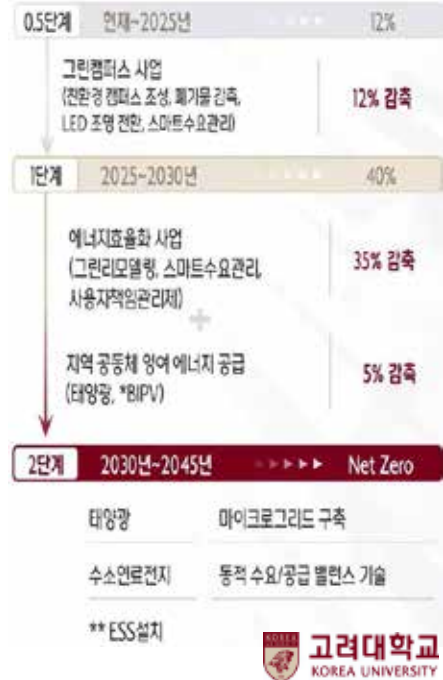 0.5단계 현재~2025년 12%
그린캠퍼스 사업
(친환경 캠퍼스 조성, 폐기물 감축,
LED 조명 전환, 스마트수요관리)
12% 감축
1단계 2025~2030년 40%
에너지효율화 사업
(그린리모델링, 스마트수요관리,
사용자책임관리제)
35% 감축
+
지역 공동체 잉여 에너지 공급
(태양광, *BIPV)
5% 감축
2단계 2030년~2045년 ▶▶▶▶▶ Net Zero
태양광 마이크로그리드 구축
수소연료전지 동적 수요/공급 밸런스 기술
** ESS설치
고려대학교
KOREA UNIVERSITY